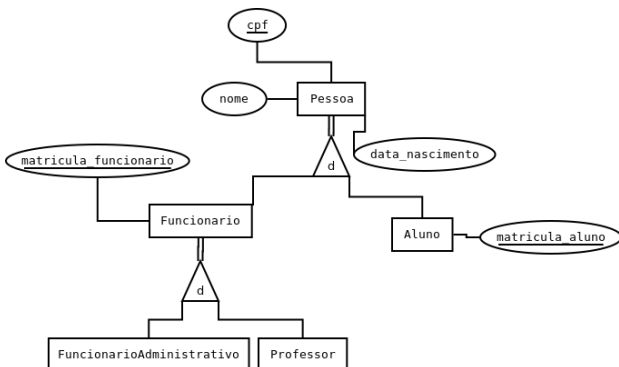 cpf
nome
Pessoa
data_nascimento
d
matricula_funcionario
Funcionario
Aluno
matricula_aluno
d
FuncionarioAdministrativo
Professor